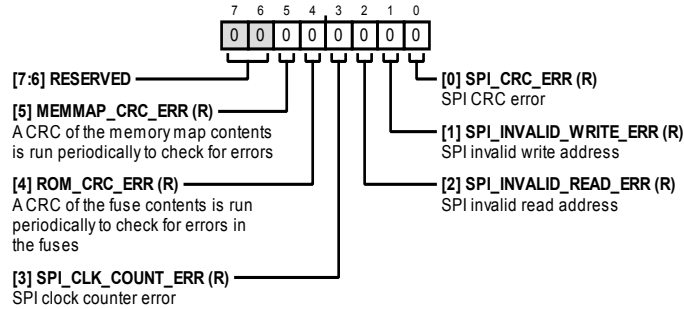 7 6 5 4 3 2 1 0
0 0 0 0 0 0 0 0
[7:6] RESERVED
[5] MEMMAP_CRC_ERR (R)
A CRC of the memory map contents
is run periodically to check for errors
[4] ROM_CRC_ERR (R)
A CRC of the fuse contents is run
periodically to check for errors in
the fuses
[3] SPI_CLK_COUNT_ERR (R)
SPI clock counter error
[0] SPI_CRC_ERR (R)
SPI CRC error
[1] SPI_INVALID_WRITE_ERR (R)
SPI invalid write address
[2] SPI_INVALID_READ_ERR (R)
SPI invalid read address